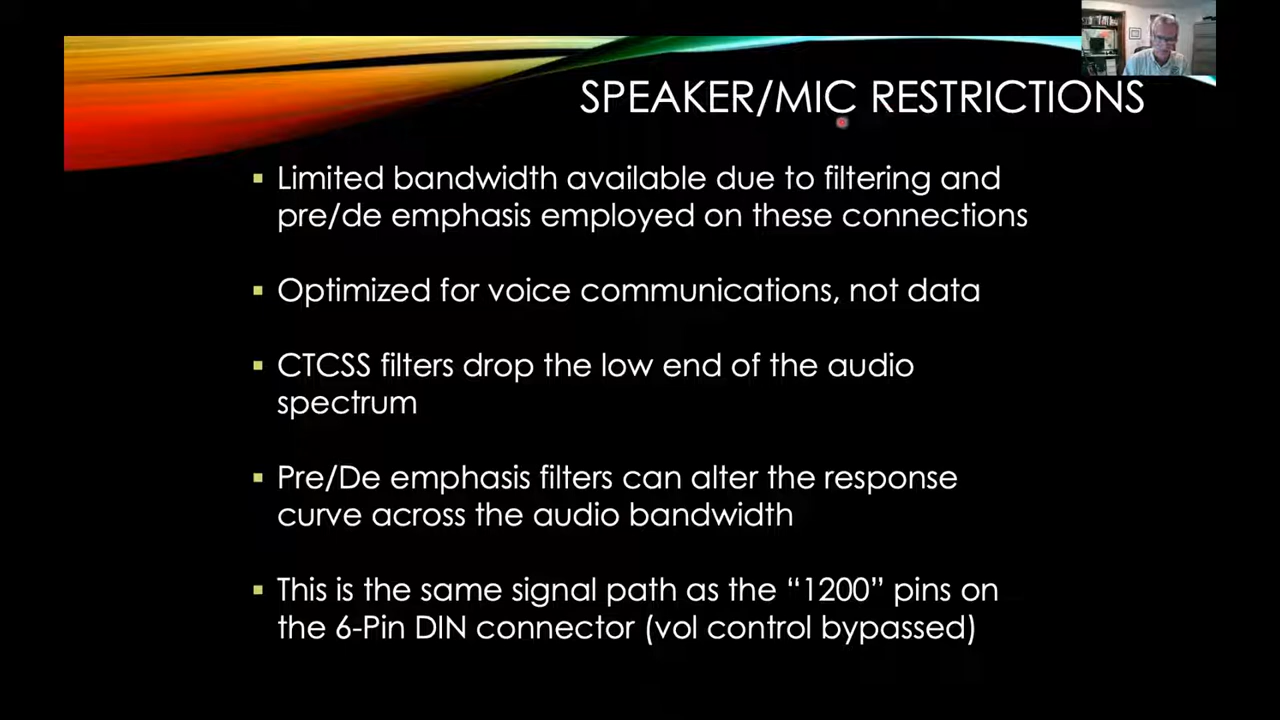 SPEAKER/MIC RESTRICTIONS
▪ Limited bandwidth available due to filtering and
pre/de emphasis employed on these connections
▪ Optimized for voice communications, not data
▪ CTCSS filters drop the low end of the audio
spectrum
▪ Pre/De emphasis filters can alter the response
curve across the audio bandwidth
▪ This is the same signal path as the “1200” pins on
the 6-Pin DIN connector (vol control bypassed)